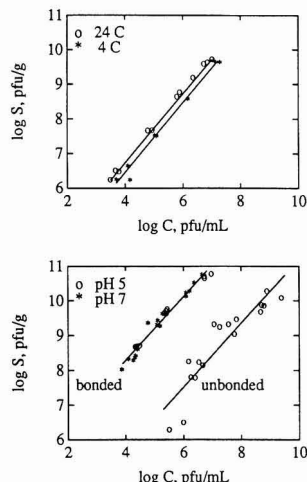 o 24 C
* 4 C
log S, pfu/g
10
9
8
7
6
2 4 6 8 10
log C, pfu/mL
o pH 5
* pH 7
log S, pfu/g
11
10
9
8
7
6
bonded unbonded
2 4 6 8 10
log C, pfu/mL